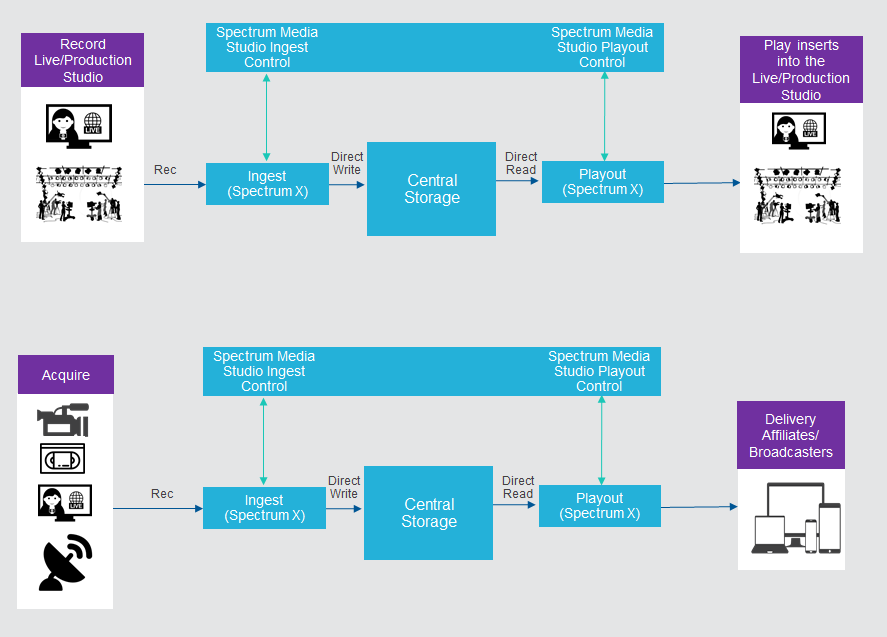 Record
Live/Production
Studio
LIVE
Spectrum Media
Studio Ingest
Control
Spectrum Media
Studio Playout
Control
Play inserts
into the
Live/Production
Studio
LIVE
Rec
Ingest
(Spectrum X)
Direct
Write
Central
Storage
Direct
Read
Playout
(Spectrum X)
Acquire
LIVE
Spectrum Media
Studio Ingest
Control
Spectrum Media
Studio Playout
Control
Delivery
Affiliates/
Broadcasters
Rec
Ingest
(Spectrum X)
Direct
Write
Central
Storage
Direct
Read
Playout
(Spectrum X)